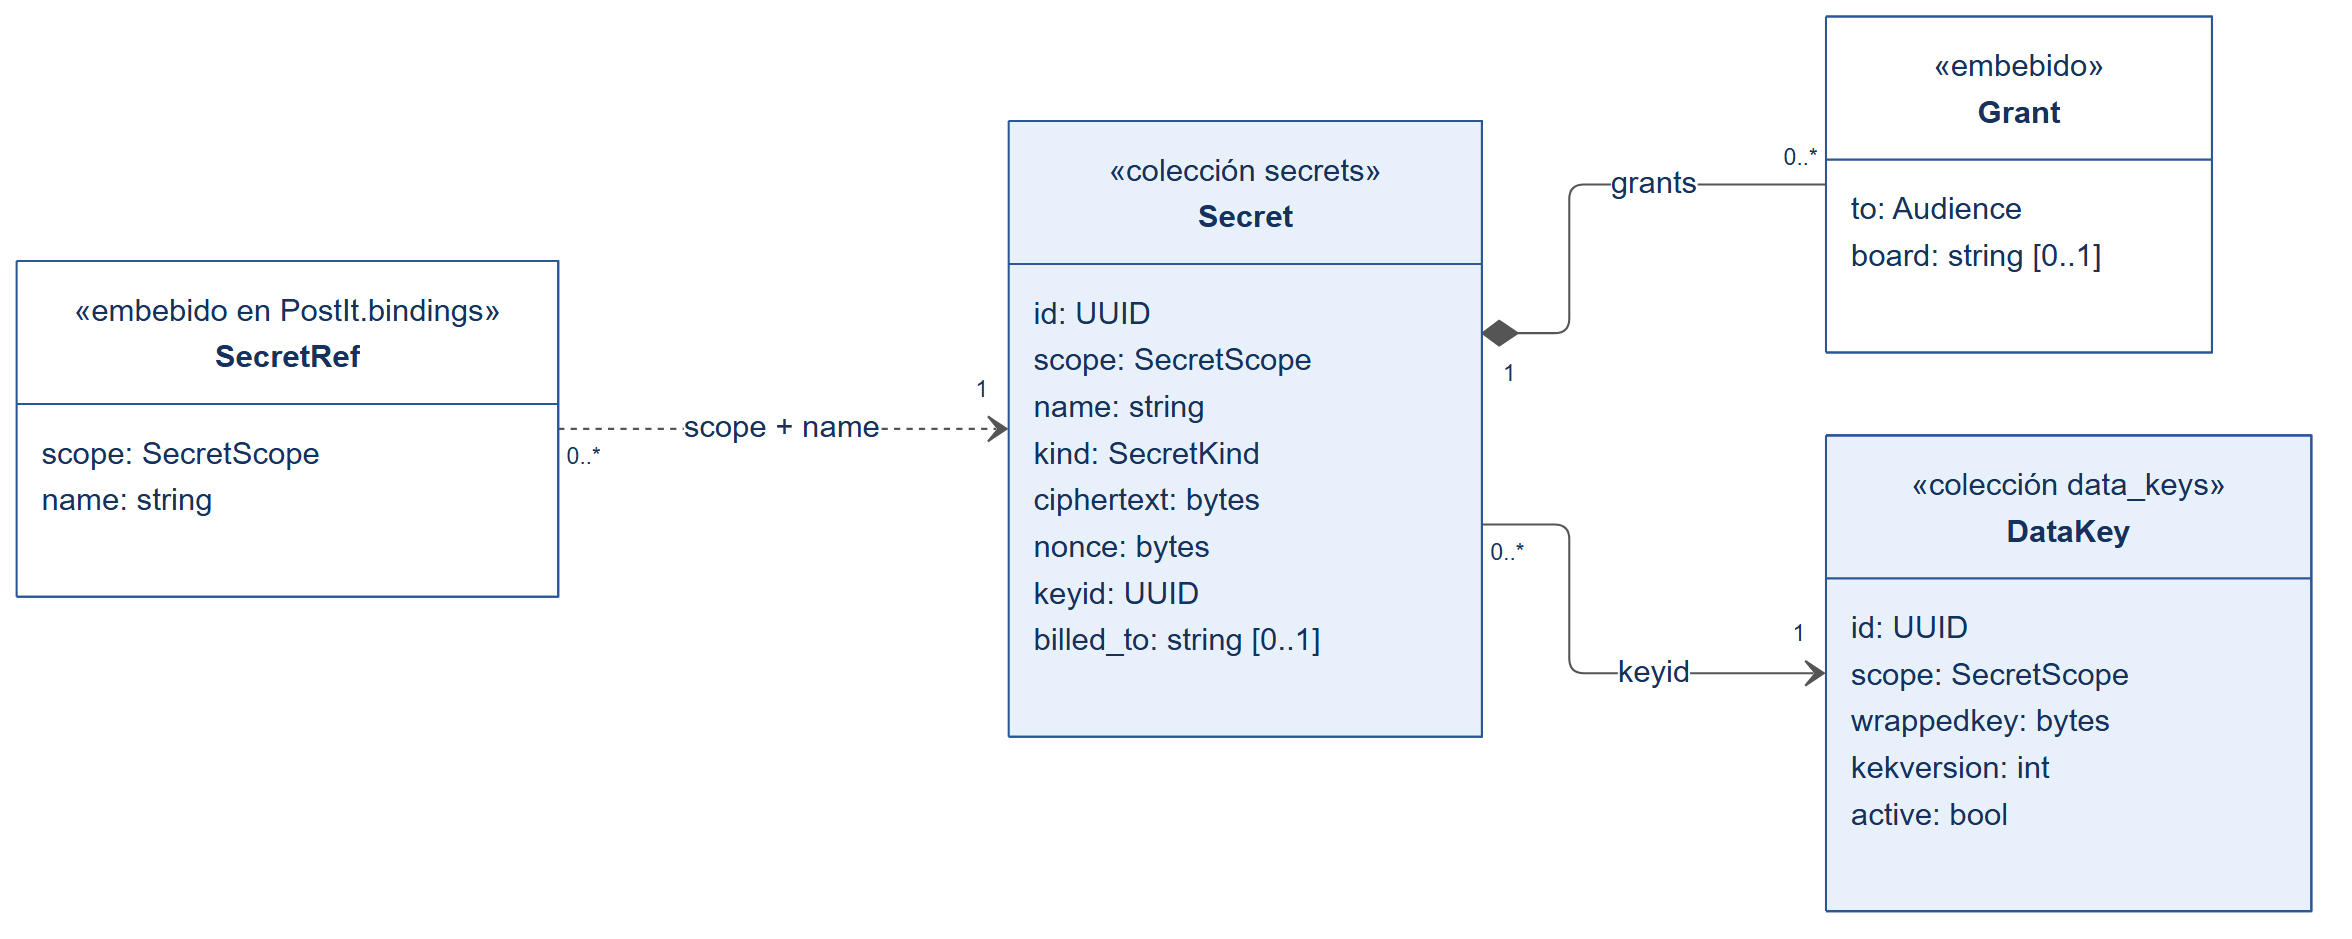 «embebido en PostIt.bindings»
SecretRef
scope: SecretScope
name: string
0..*
scope + name
1
«colección secrets»
Secret
id: UUID
scope: SecretScope
name: string
kind: SecretKind
ciphertext: bytes
nonce: bytes
keyid: UUID
billed_to: string [0..1]
1
grants
0..*
«embebido»
Grant
to: Audience
board: string [0..1]
0..*
keyid
1
«colección data_keys»
DataKey
id: UUID
scope: SecretScope
wrappedkey: bytes
kekversion: int
active: bool